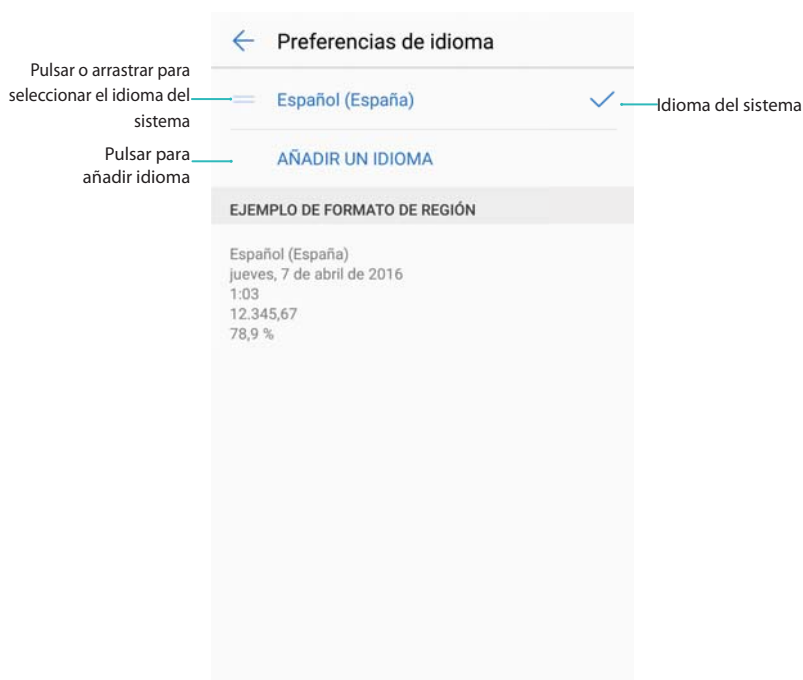 Preferencias de idioma
Pulsar o arrastrar para
seleccionar el idioma del
sistema
Español (España)
Idioma del sistema
Pulsar para
añadir idioma
AÑADIR UN IDIOMA
EJEMPLO DE FORMATO DE REGIÓN
Español (España)
jueves, 7 de abril de 2016
1:03
12.345,67
78,9 %